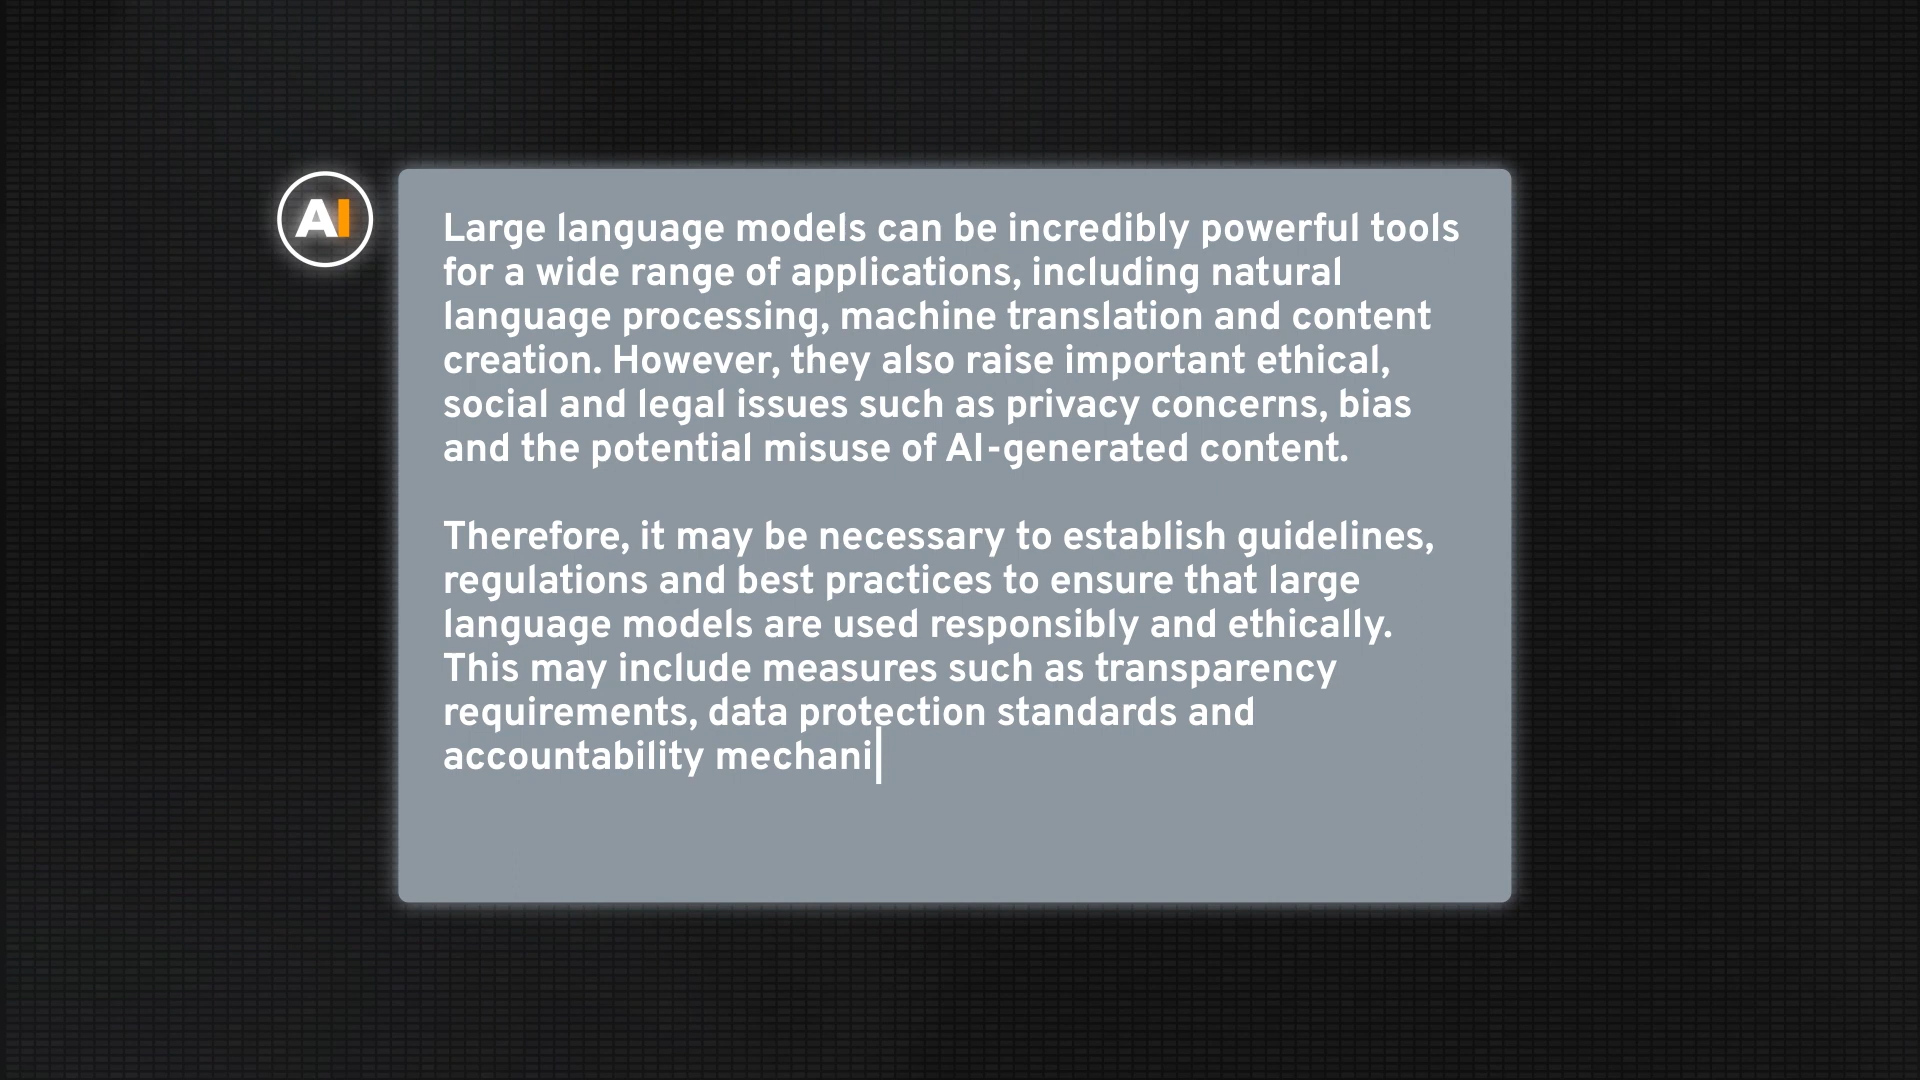 AI
Large language models can be incredibly powerful tools
for a wide range of applications, including natural
language processing, machine translation and content
creation. However, they also raise important ethical,
social and legal issues such as privacy concerns, bias
and the potential misuse of AI-generated content.
Therefore, it may be necessary to establish guidelines,
regulations and best practices to ensure that large
language models are used responsibly and ethically.
This may include measures such as transparency
requirements, data protection standards and
accountability mechani